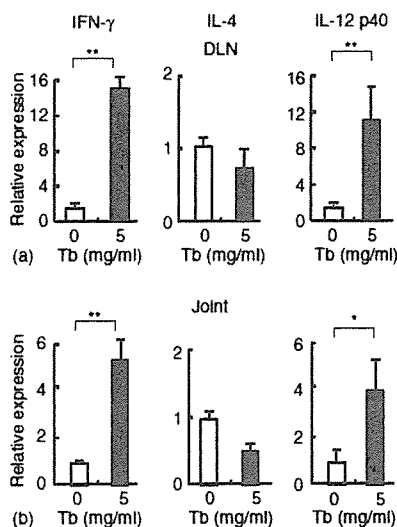 IFN-γ IL-4 IL-12 p40
DLN
** **
Relative expression
16 2 16
12 12
8 1 8
4 4
0 0 0
0 5 0 5 0 5
(a) Tb (mg/ml) Tb (mg/ml) Tb (mg/ml)
Joint
** *
Relative expression
6 2 6
4 4
1
2 2
0 0 0
0 5 0 5 0 5
(b) Tb (mg/ml) Tb (mg/ml) Tb (mg/ml)